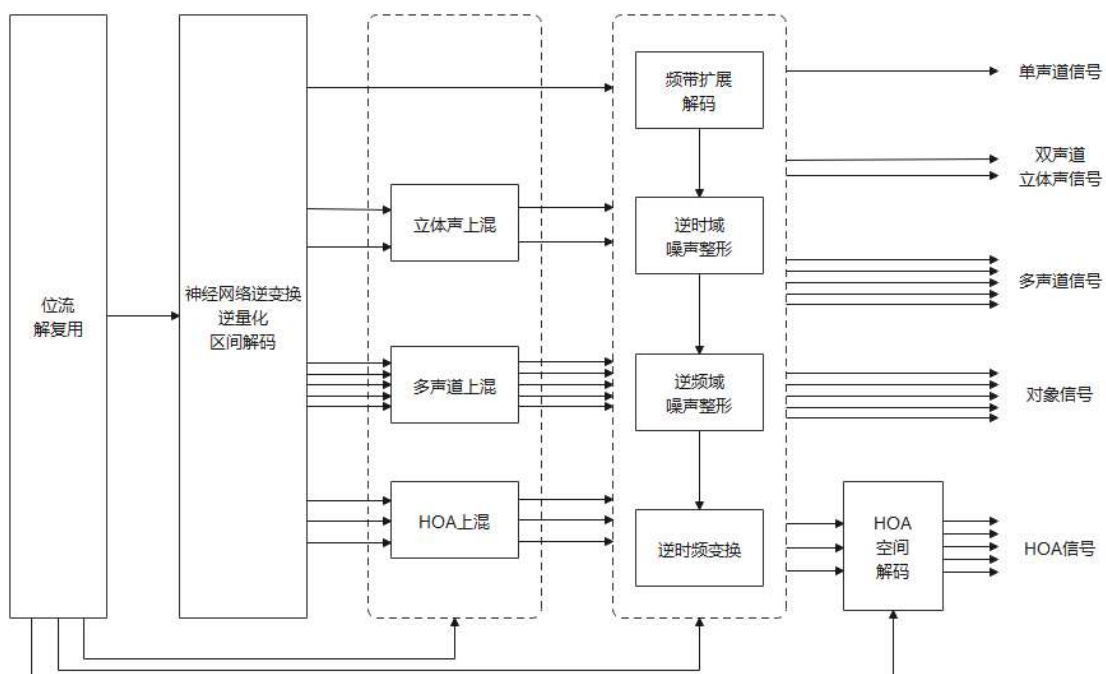 位流
解复用
神经网络逆变换
逆量化
区间解码
立体声上混
多声道上混
HOA上混
频带扩展
解码
逆时域
噪声整形
逆频域
噪声整形
逆时频变换
HOA
空间
解码
单声道信号
双声道
立体声信号
多声道信号
对象信号
HOA信号